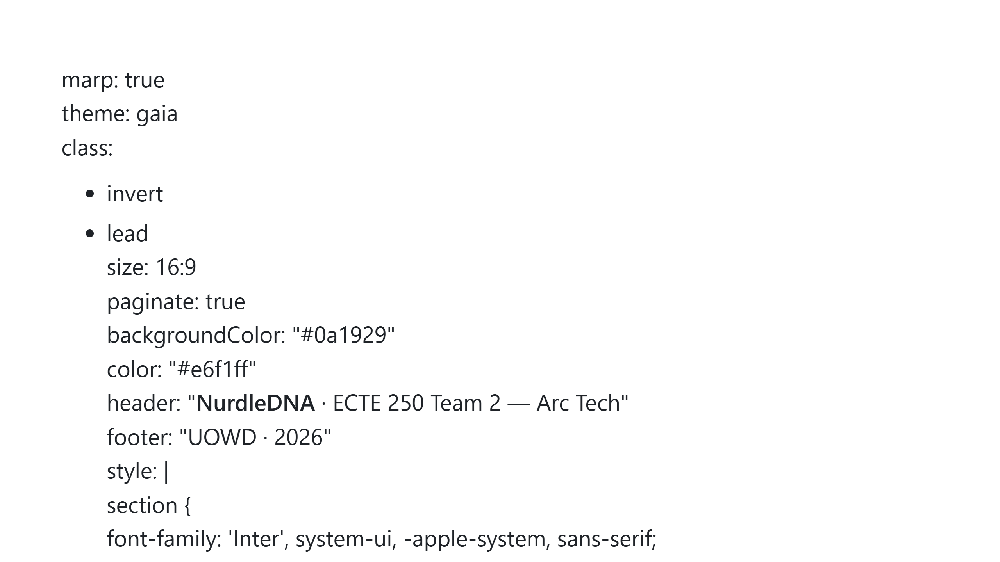 marp: true
theme: gaia
class:
• invert
• lead
size: 16:9
paginate: true
backgroundColor: "#0a1929"
color: "#e6f1ff"
header: "NurdleDNA · ECTE 250 Team 2 — Arc Tech"
footer: "UOWD · 2026"
style: |
section {
font-family: 'Inter', system-ui, -apple-system, sans-serif;